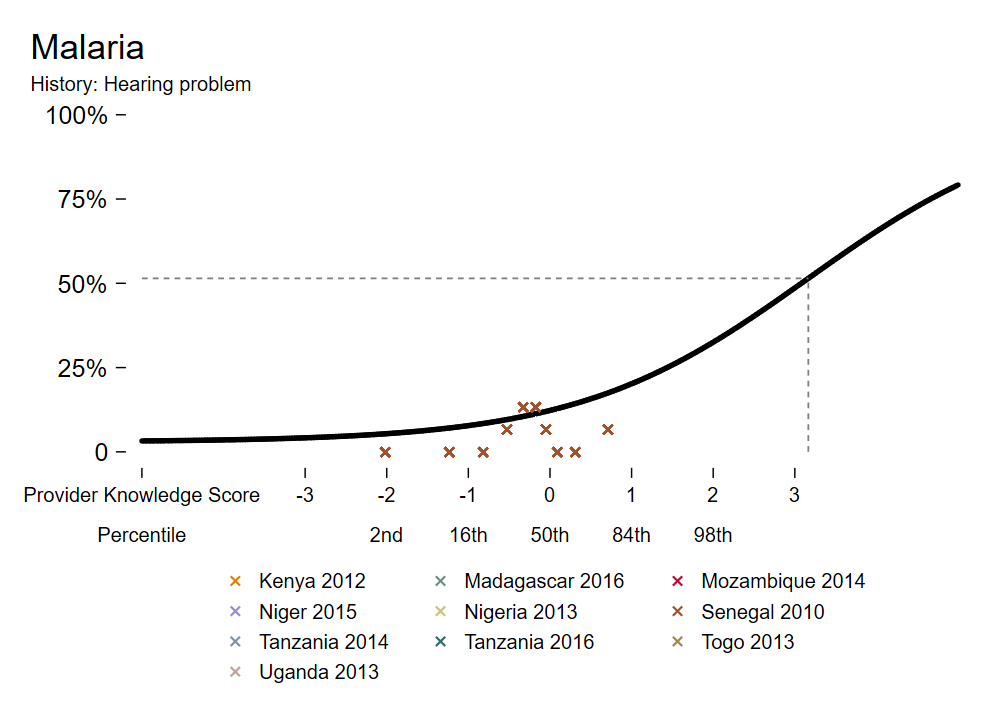 Malaria
History: Hearing problem
100%
75%
50%
25%
0
Provider Knowledge Score -3 -2 -1 0 1 2 3
Percentile 2nd 16th 50th 84th 98th
Kenya 2012 Madagascar 2016 Mozambique 2014
Niger 2015 Nigeria 2013 Senegal 2010
Tanzania 2014 Tanzania 2016 Togo 2013
Uganda 2013